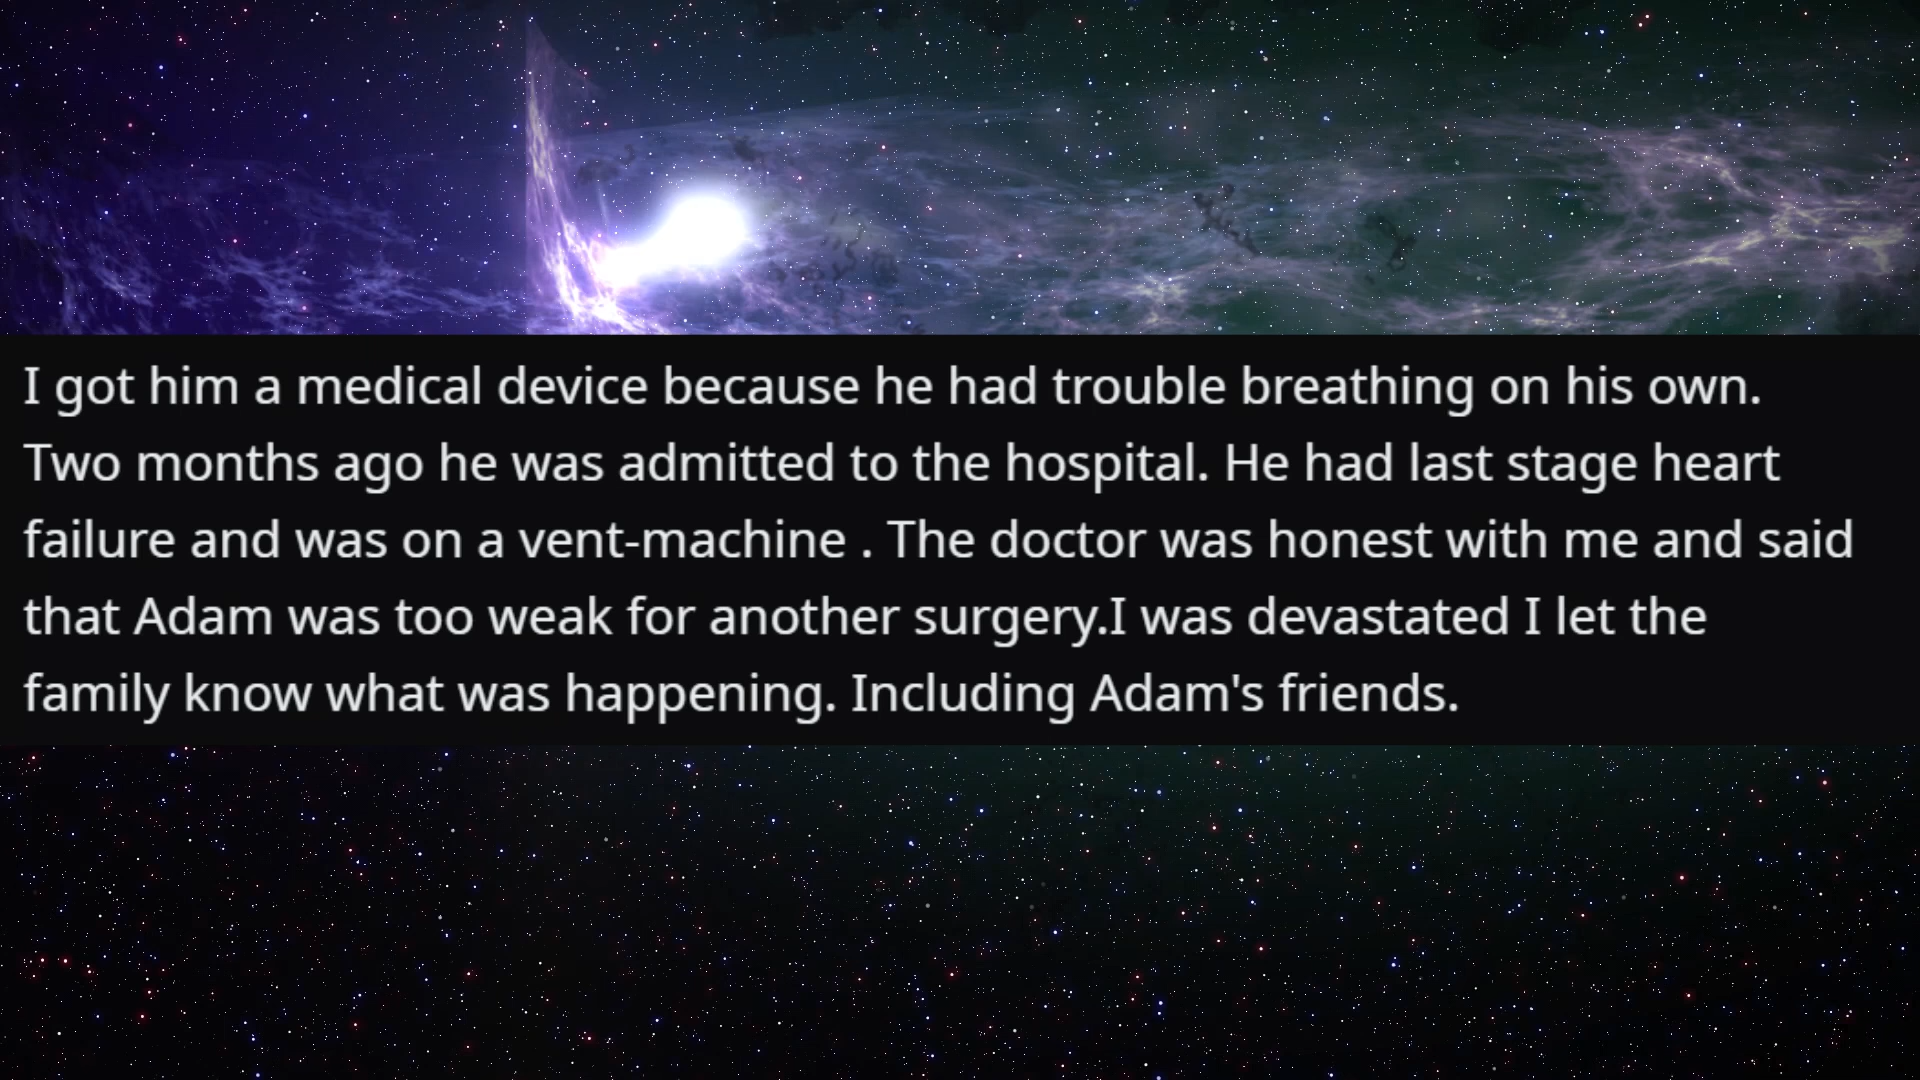 I got him a medical device because he had trouble breathing on his own.
Two months ago he was admitted to the hospital. He had last stage heart
failure and was on a vent-machine . The doctor was honest with me and said
that Adam was too weak for another surgery.I was devastated I let the
family know what was happening. Including Adam's friends.